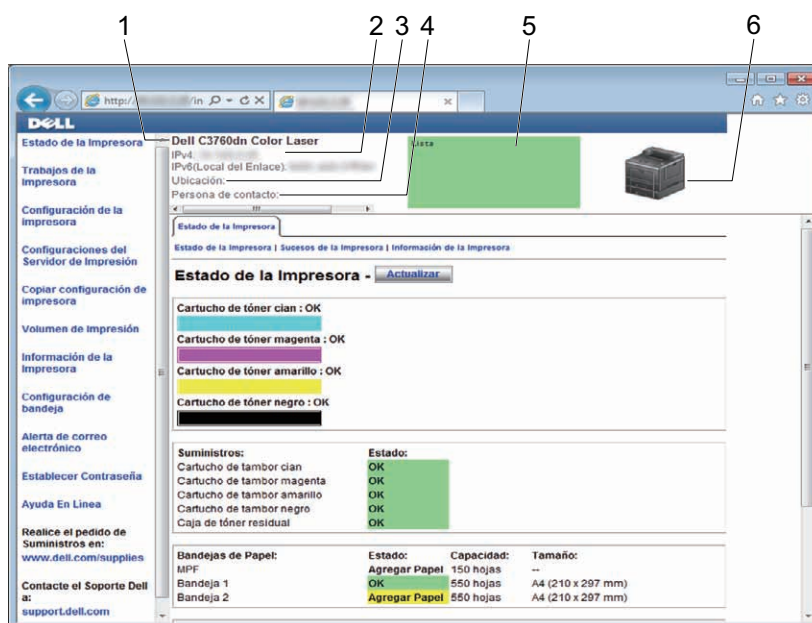 1 2 3 4 5 6
http:// /in
DELL
Estado de la Impresora
Trabajos de la
Impresora
Configuración de la
impresora
Configuraciones del
Servidor de Impresión
Copiar configuración de
impresora
Volumen de Impresión
Información de la
Impresora
Configuración de
bandeja
Alerta de correo
electrónico
Establecer Contraseña
Ayuda En Línea
Realice el pedido de
Suministros en:
www.dell.com/supplies
Contacte el Soporte Dell
a:
support.dell.com
Dell C3760dn Color Laser
IPv4:
IPv6(Local del Enlace):
Ubicación:
Persona de contacto:
Lista
Estado de la Impresora
Estado de la Impresora | Sucesos de la Impresora | Información de la Impresora
Estado de la Impresora - Actualizar
Cartucho de tóner cian : OK
Cartucho de tóner magenta : OK
Cartucho de tóner amarillo : OK
Cartucho de tóner negro : OK
Suministros: Estado:
Cartucho de tambor cian OK
Cartucho de tambor magenta OK
Cartucho de tambor amarillo OK
Cartucho de tambor negro OK
Caja de tóner residual OK
Bandejas de Papel: Estado: Capacidad: Tamaño:
MPF Agregar Papel 150 hojas --
Bandeja 1 OK 550 hojas A4 (210 x 297 mm)
Bandeja 2 Agregar Papel 550 hojas A4 (210 x 297 mm)